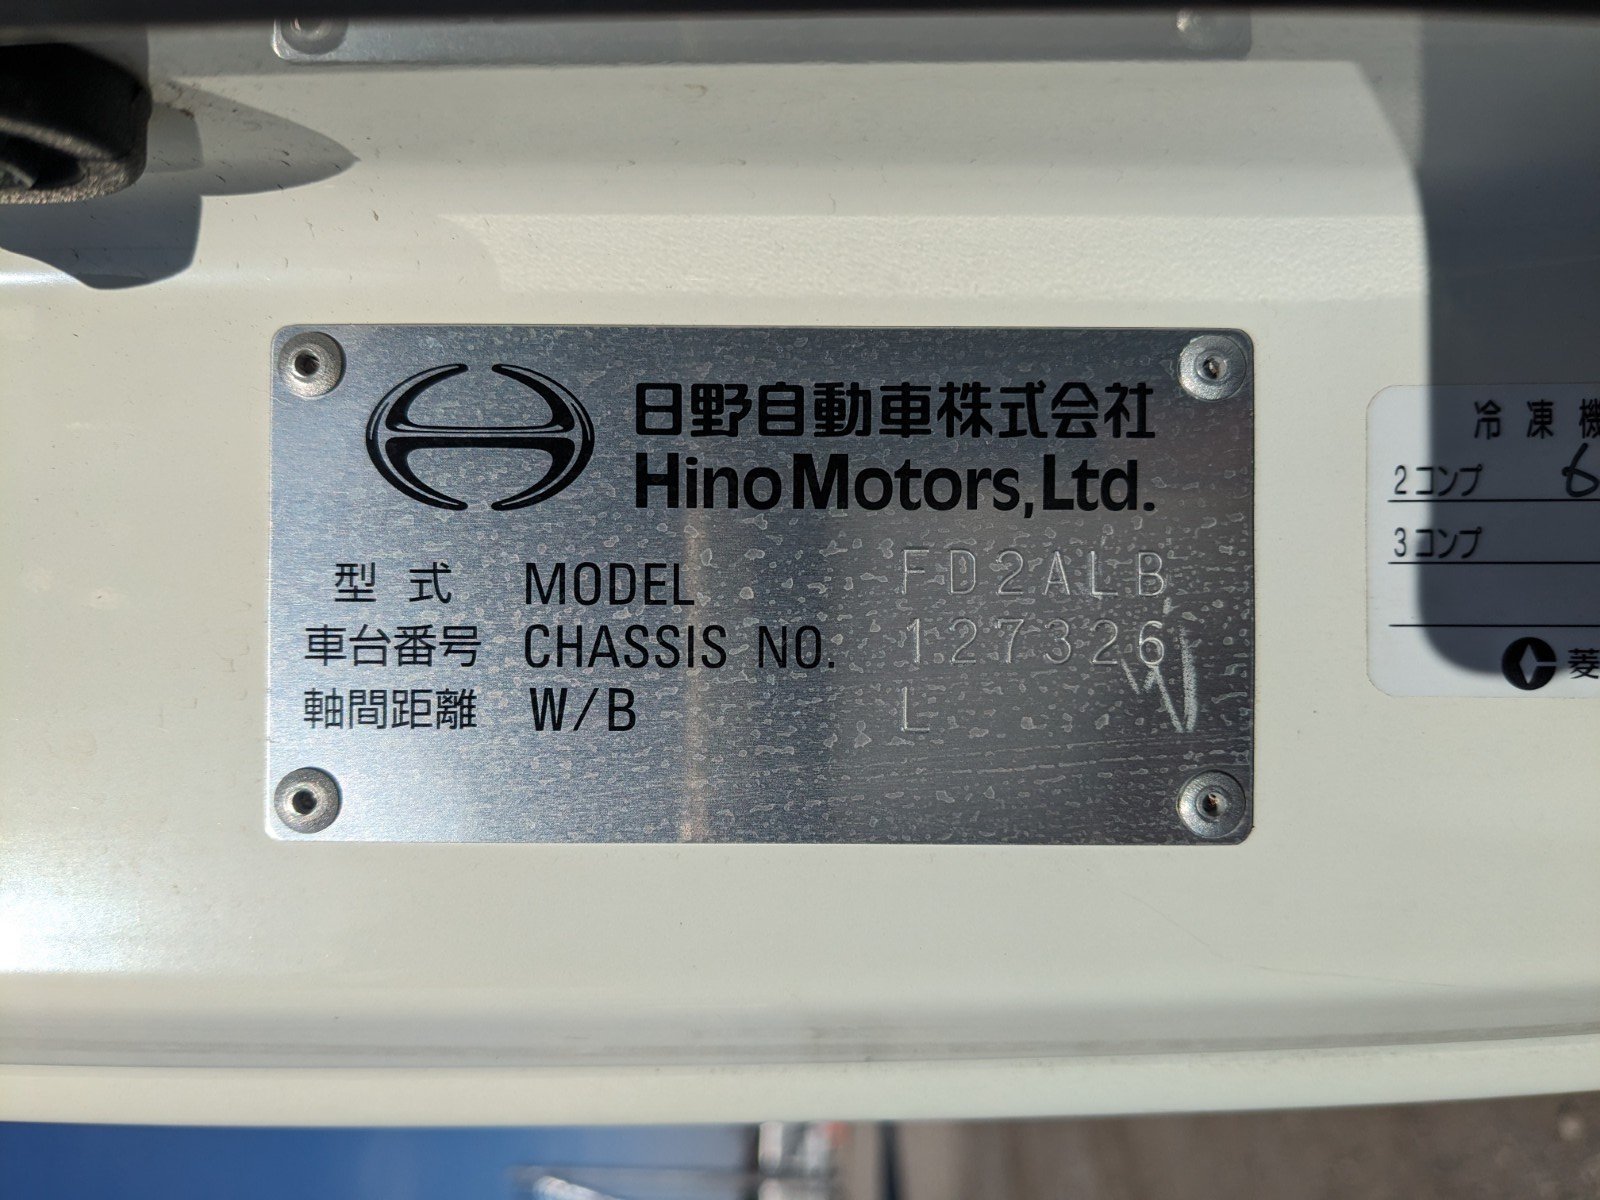 日野自動車株式会社
Hino Motors, Ltd.
型式 MODEL FD2ALB
車台番号 CHASSIS NO. 127326
軸間距離 W/B L
冷凍機
2コンプ 6
3コンプ
菱